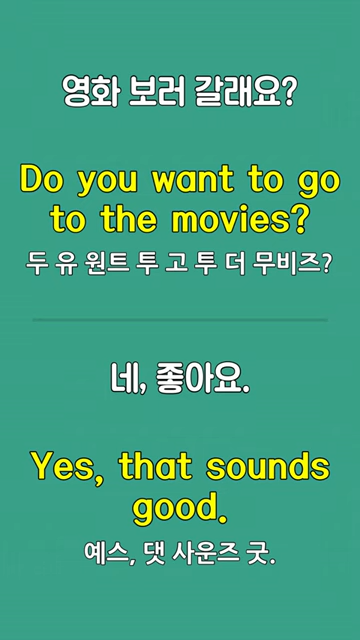 영화 보러 갈래요?
Do you want to go
to the movies?
두 유 원트 투 고 투 더 무비즈?
네, 좋아요.
Yes, that sounds
good.
예스, 댓 사운즈 굿.